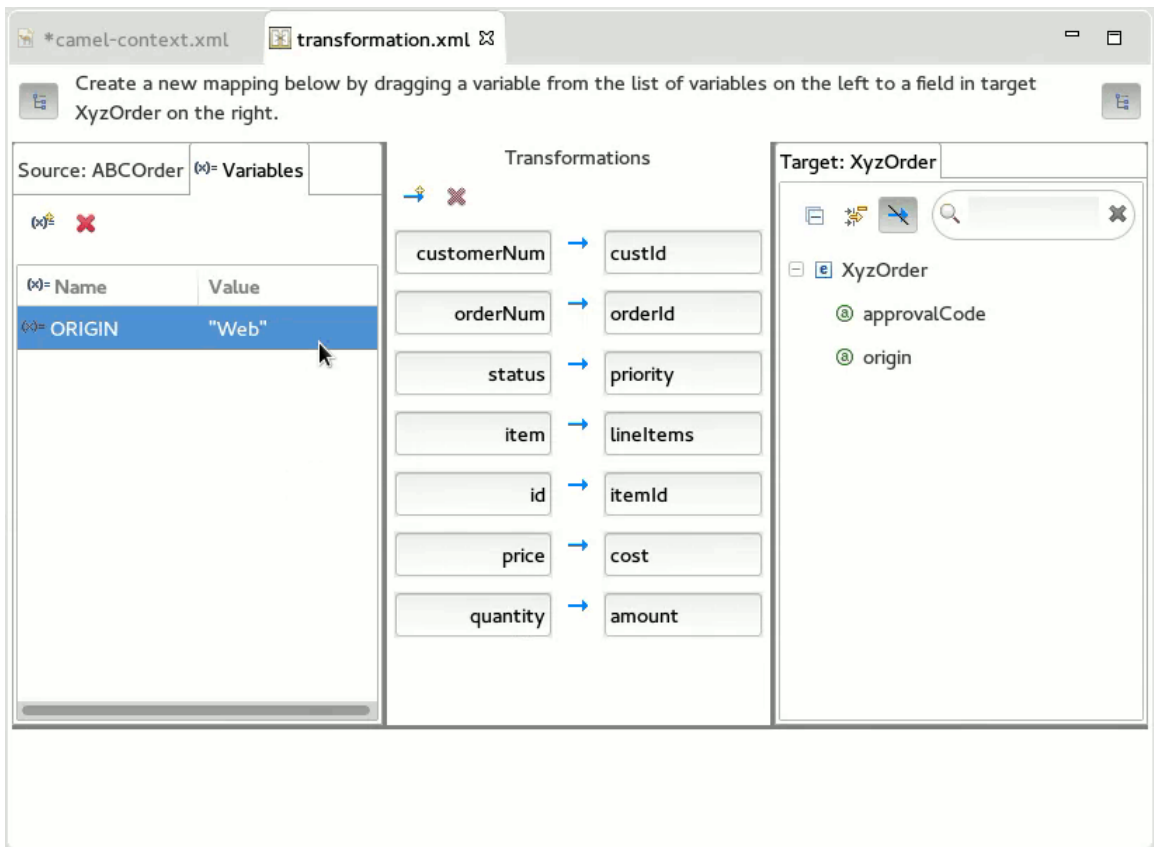 *camel-context.xml
transformation.xml
Create a new mapping below by dragging a variable from the list of variables on the left to a field in target
XyzOrder on the right.
Source: ABCOrder
(x)= Variables
(x)= Name Value
(x)= ORIGIN "Web"
Transformations
customerNum custId
orderNum orderId
status priority
item lineItems
id itemId
price cost
quantity amount
Target: XyzOrder
e XyzOrder
a approvalCode
a origin